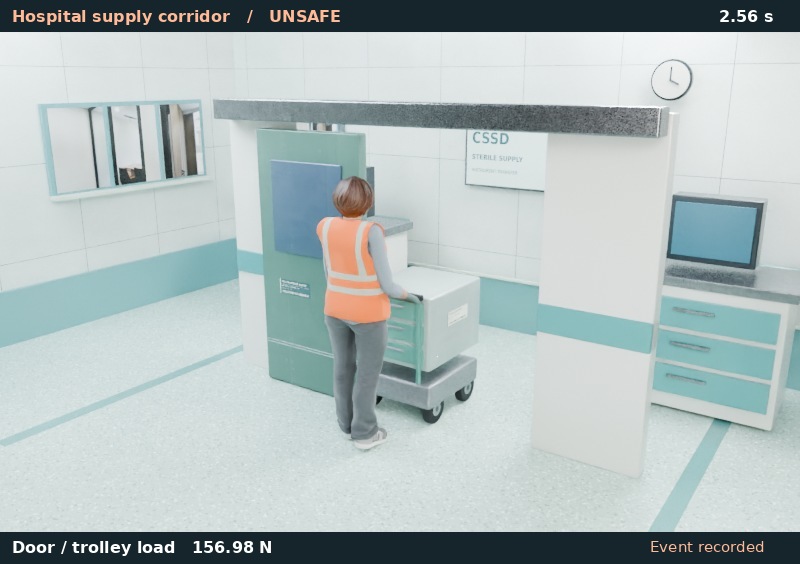 Hospital supply corridor / UNSAFE
2.56 s
CSSD
STERILE SUPPLY
Door / trolley load 156.98 N
Event recorded